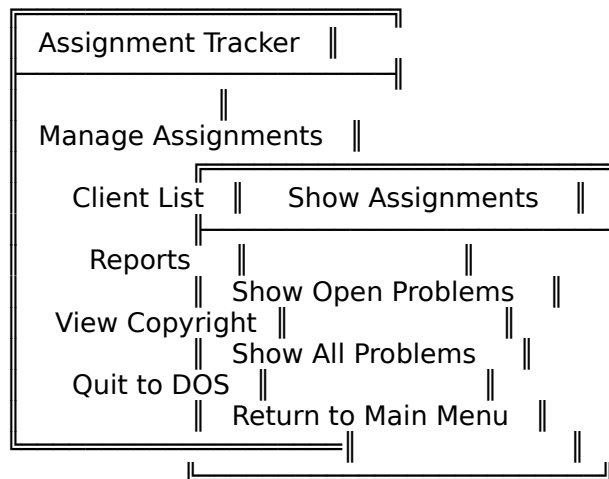 Assignment Tracker
Manage Assignments
Client List Show Assignments
Reports
Show Open Problems
View Copyright
Show All Problems
Quit to DOS
Return to Main Menu